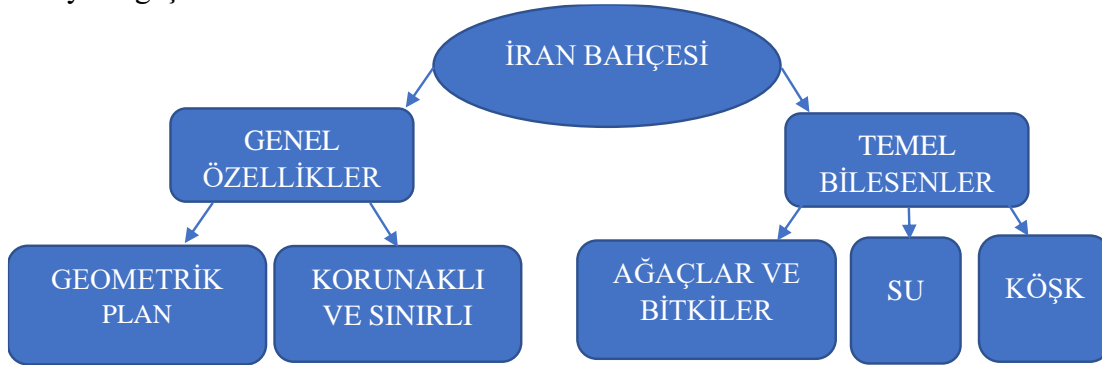 İRAN BAHÇESİ
GENEL
ÖZELLİKLER
TEMEL
BİLESENLER
GEOMETRİK
PLAN
KORUNAKLI
VE SINIRLI
AĞAÇLAR VE
BİTKİLER
SU
KÖŞK